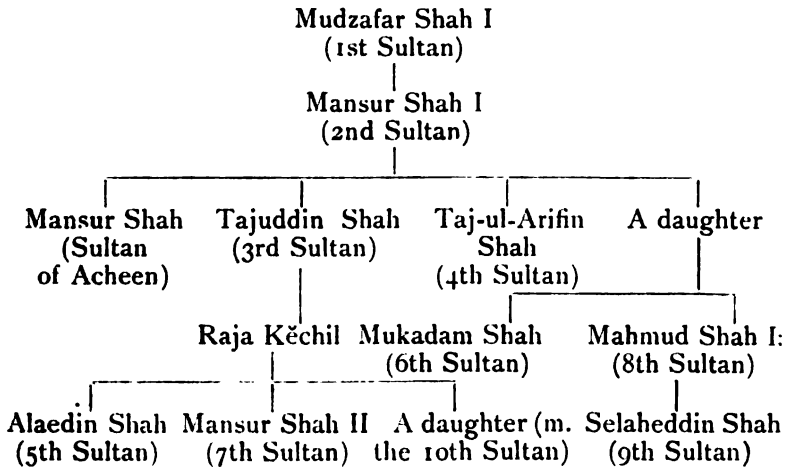 Mudzafar Shah I
(1st Sultan)
Mansur Shah I
(2nd Sultan)
Mansur Shah Tajuddin Shah Taj-ul-Arifin A daughter
(Sultan (3rd Sultan) Shah
of Acheen) (4th Sultan)
Raja Kĕchil Mukadam Shah Mahmud Shah I:
(6th Sultan) (8th Sultan)
Alaedin Shah Mansur Shah II A daughter (m. Selaheddin Shah
(5th Sultan) (7th Sultan) the 10th Sultan) (9th Sultan)